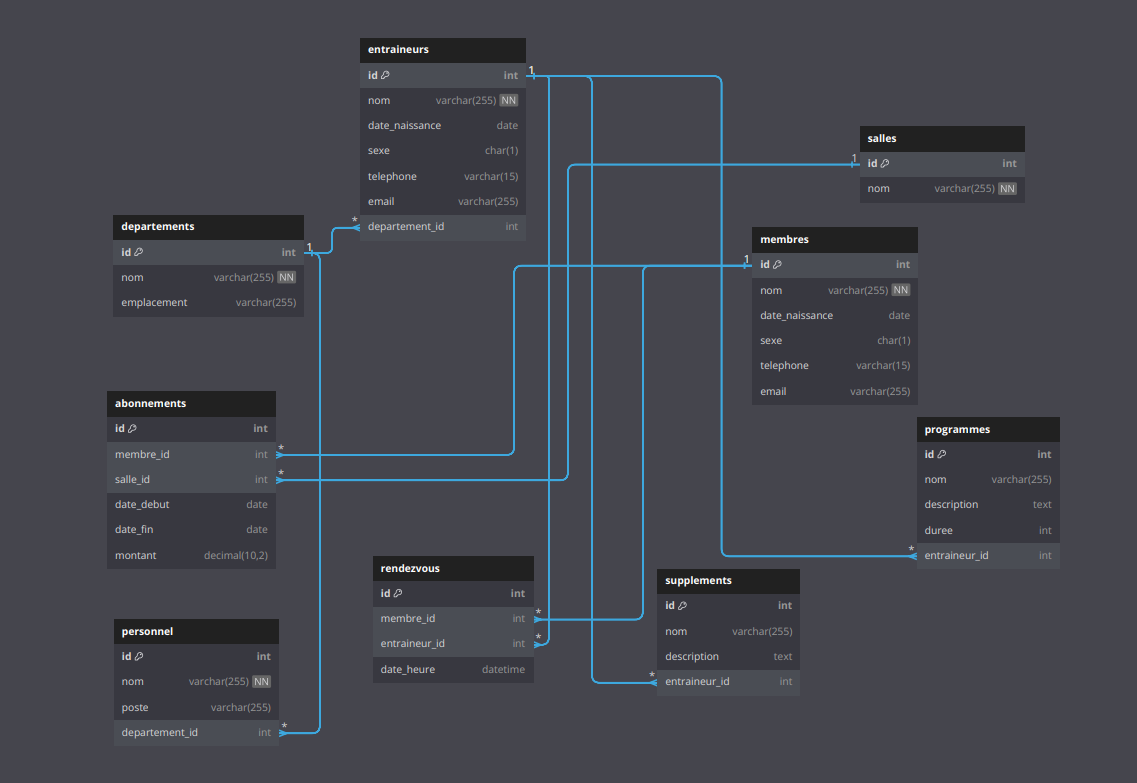 entraineurs
id int
nom varchar(255) NN
date_naissance date
sexe char(1)
telephone varchar(15)
email varchar(255)
departement_id int
1
*
salles
id int
nom varchar(255) NN
1
departements
id int
nom varchar(255) NN
emplacement varchar(255)
1
membres
id int
nom varchar(255) NN
date_naissance date
sexe char(1)
telephone varchar(15)
email varchar(255)
1
abonnements
id int
membre_id int
salle_id int
date_debut date
date_fin date
montant decimal(10,2)
*
*
programmes
id int
nom varchar(255)
description text
duree int
entraineur_id int
*
rendezvous
id int
membre_id int
entraineur_id int
date_heure datetime
*
*
supplements
id int
nom varchar(255)
description text
entraineur_id int
*
personnel
id int
nom varchar(255) NN
poste varchar(255)
departement_id int
*